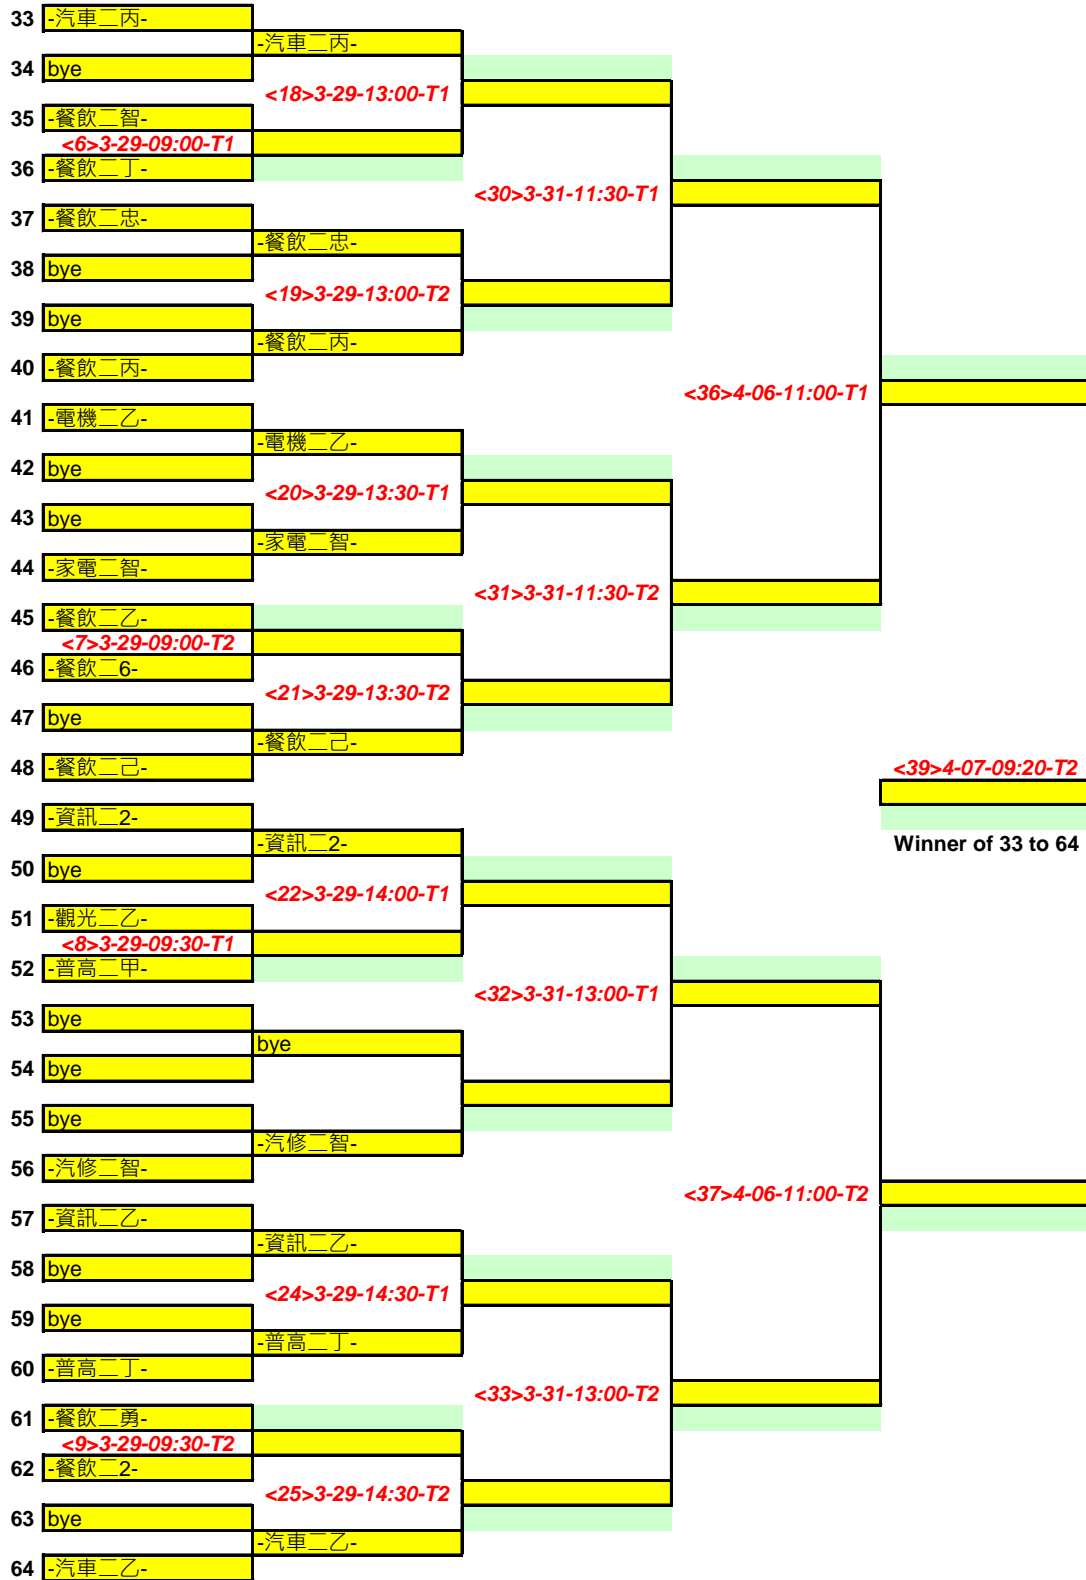 33 -汽車二丙-
-汽車二丙-
34 bye
<18>3-29-13:00-T1
35 -餐飲二智-
<6>3-29-09:00-T1
36 -餐飲二丁-
<30>3-31-11:30-T1
37 -餐飲二忠-
-餐飲二忠-
38 bye
<19>3-29-13:00-T2
39 bye
-餐飲二丙-
40 -餐飲二丙-
<36>4-06-11:00-T1
41 -電機二乙-
-電機二乙-
42 bye
<20>3-29-13:30-T1
43 bye
-家電二智-
44 -家電二智-
<31>3-31-11:30-T2
45 -餐飲二乙-
<7>3-29-09:00-T2
46 -餐飲二6-
<21>3-29-13:30-T2
47 bye
-餐飲二己-
48 -餐飲二己-
<39>4-07-09:20-T2
49 -資訊二2-
-資訊二2-
Winner of 33 to 64
50 bye
<22>3-29-14:00-T1
51 -觀光二乙-
<8>3-29-09:30-T1
52 -普高二甲-
<32>3-31-13:00-T1
53 bye
bye
54 bye
55 bye
-汽修二智-
56 -汽修二智-
<37>4-06-11:00-T2
57 -資訊二乙-
-資訊二乙-
58 bye
<24>3-29-14:30-T1
59 bye
-普高二丁-
60 -普高二丁-
<33>3-31-13:00-T2
61 -餐飲二勇-
<9>3-29-09:30-T2
62 -餐飲二2-
<25>3-29-14:30-T2
63 bye
-汽車二乙-
64 -汽車二乙-